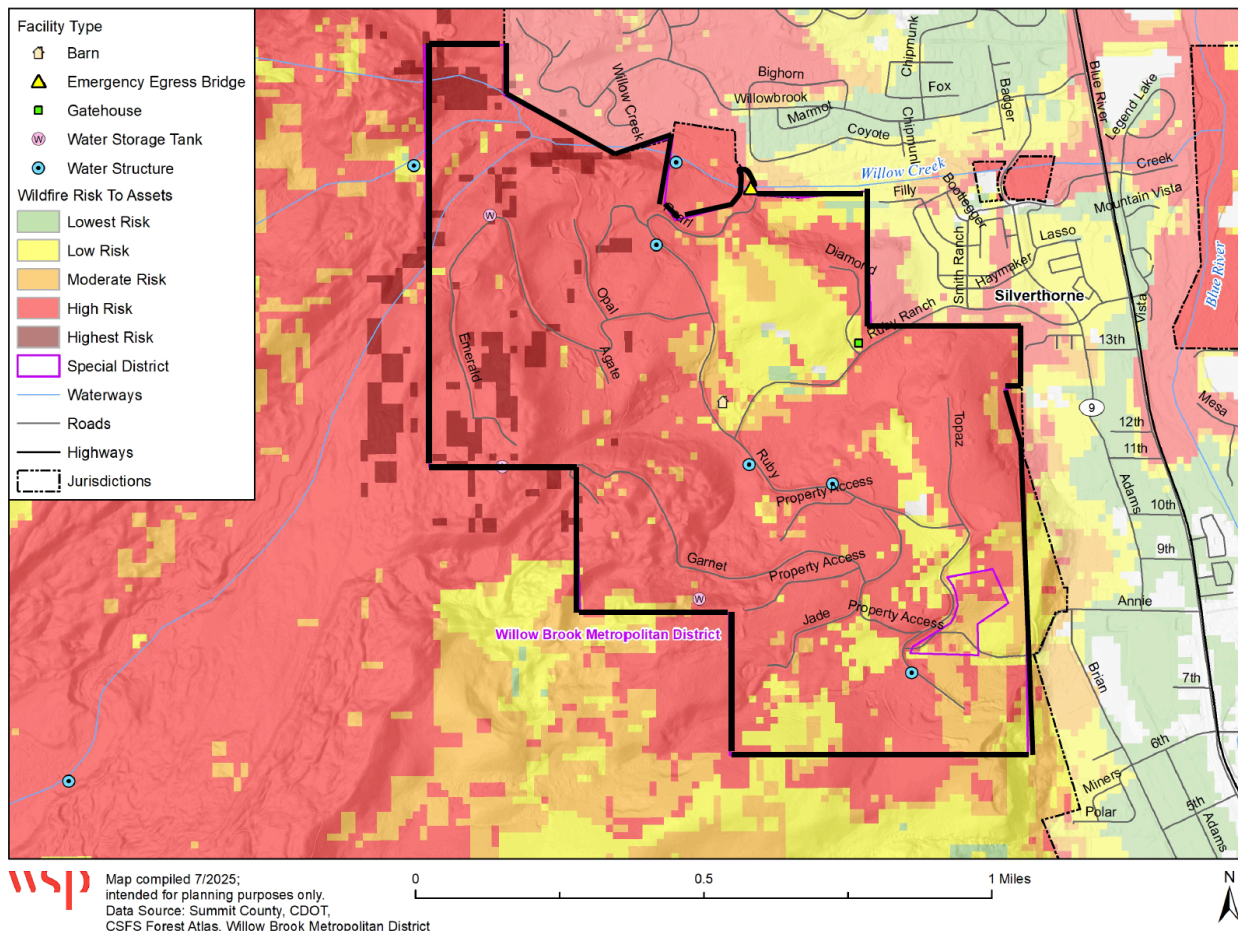 Facility Type
Barn
Emergency Egress Bridge
Gatehouse
W Water Storage Tank
Water Structure
Wildfire Risk To Assets
Lowest Risk
Low Risk
Moderate Risk
High Risk
Highest Risk
Special District
Waterways
Roads
Highways
Jurisdictions
Willow Creek
Bighorn
Willowbrook
Marmot
Coyote
Chipmunk
Fox
Chipmunk
Badger
Blue River
Legend Lake
Creek
Willow Creek
Filly
Bootlegger
Mountain Vista
Lasso
Smith Ranch
Haymaker
Silverthorne
Vista
Blue River
Pearl
W
Diamond
Ruby Ranch
13th
Opal
Emerald
Agate
9
Mesa
Topaz
12th
11th
Ruby
W
Property Access
Adams
10th
9th
Garnet
Property Access
W
Jade
Property Access
Annie
Willow Brook Metropolitan District
Brian
7th
6th
Miners
Polar
5th
Adams
wsp
Map compiled 7/2025;
intended for planning purposes only.
Data Source: Summit County, CDOT,
CSFS Forest Atlas, Willow Brook Metropolitan District
0 0.5 1 Miles
N